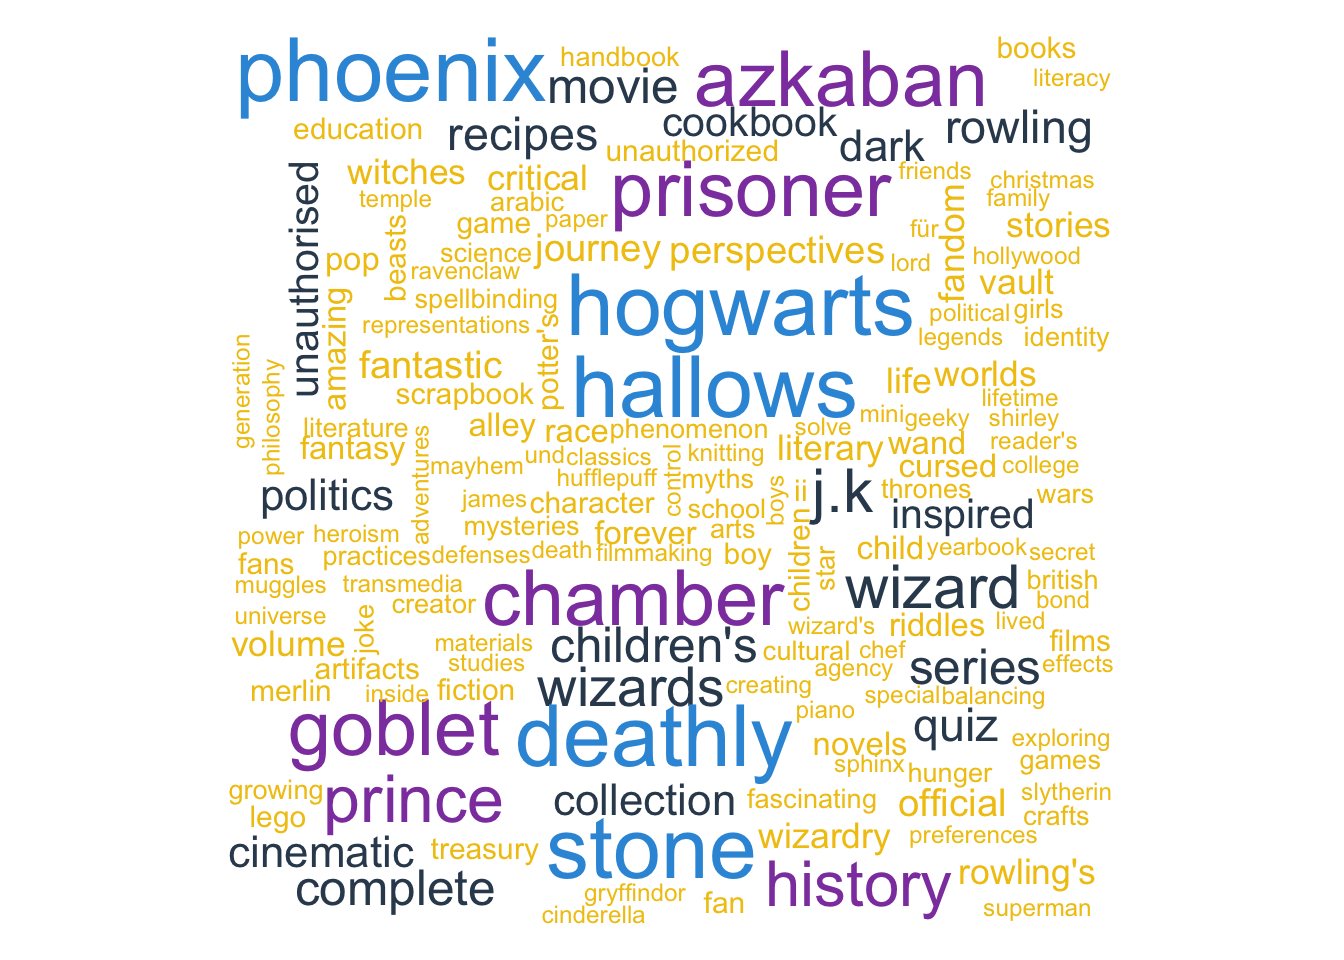 phoenix
handbook
movie
azkaban
books
literacy
education
recipes
cookbook
unauthorized
dark
rowling
unauthorised
witches
temple
critical
arabic
prisoner
friends
christmas
family
beasts
game
paper
science
journey
perspectives
für
lord
fandom
stories
hollywood
pop
ravenclaw
spellbinding
representations
amazing
potter's
hogwarts
vault
political
girls
legends
identity
generation
philosophy
fantastic
scrapbook
hallows
life
worlds
lifetime
literature
fantasy
alley
race
phenomenon
solve
mini
geeky
shirley
literary
wand
reader's
adventures
mayhem
und
classics
knitting
hufflepuff
control
myths
cursed
college
politics
james
character
school
boys
ii
j.k
thrones
wars
inspired
power
heroism
mysteries
forever
arts
fans
practices
defenses
death
filmmaking
boy
children
star
child
yearbook
secret
muggles
transmedia
chamber
wizard
british
bond
universe
creator
joke
volume
materials
children's
wizard's
riddles
lived
films
artifacts
studies
cultural
chef
agency
series
effects
merlin
inside
fiction
wizards
creating
special
balancing
goblet
deathly
piano
quiz
novels
sphinx
exploring
games
growing
lego
prince
collection
fascinating
hunger
official
slytherin
crafts
cinematic
treasury
stone
wizardry
preferences
complete
gryffindor
cinderella
fan
history
rowling's
superman